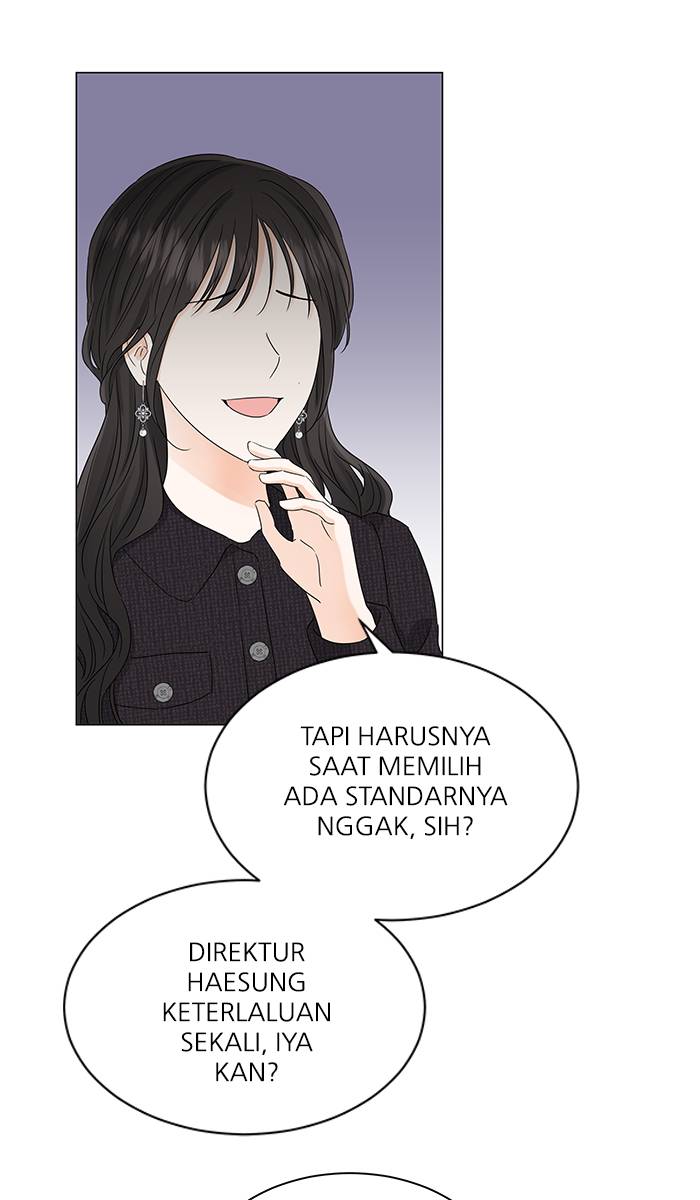 TAPI HARUSNYA
SAAT MEMILIH
ADA STANDARNYA
NGGAK, SIH?
DIREKTUR
HAESUNG
KETERLALUAN
SEKALI, IYA
KAN?